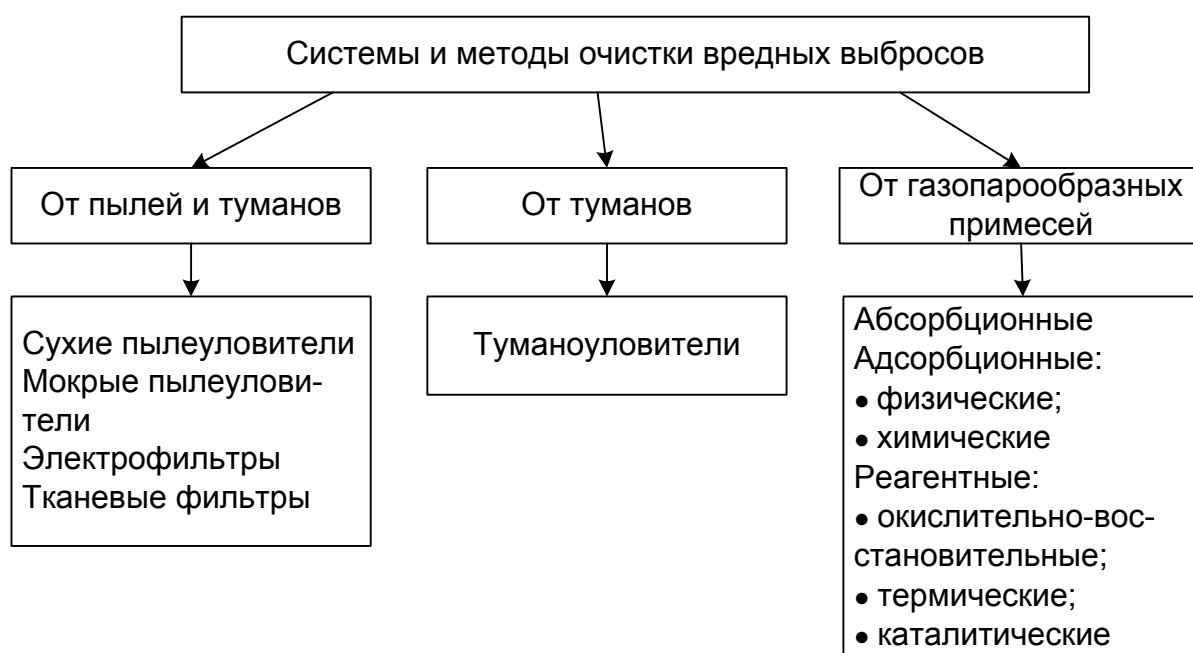 Системы и методы очистки вредных выбросов
От пылей и туманов
От туманов
От газопарообразных
примесей
Сухие пылеуловители
Мокрые пылеулови-
тели
Электрофильтры
Тканевые фильтры
Туманоуловители
Абсорбционные
Адсорбционные:
• физические;
• химические
Реагентные:
• окислительно-вос-
становительные;
• термические;
• каталитические